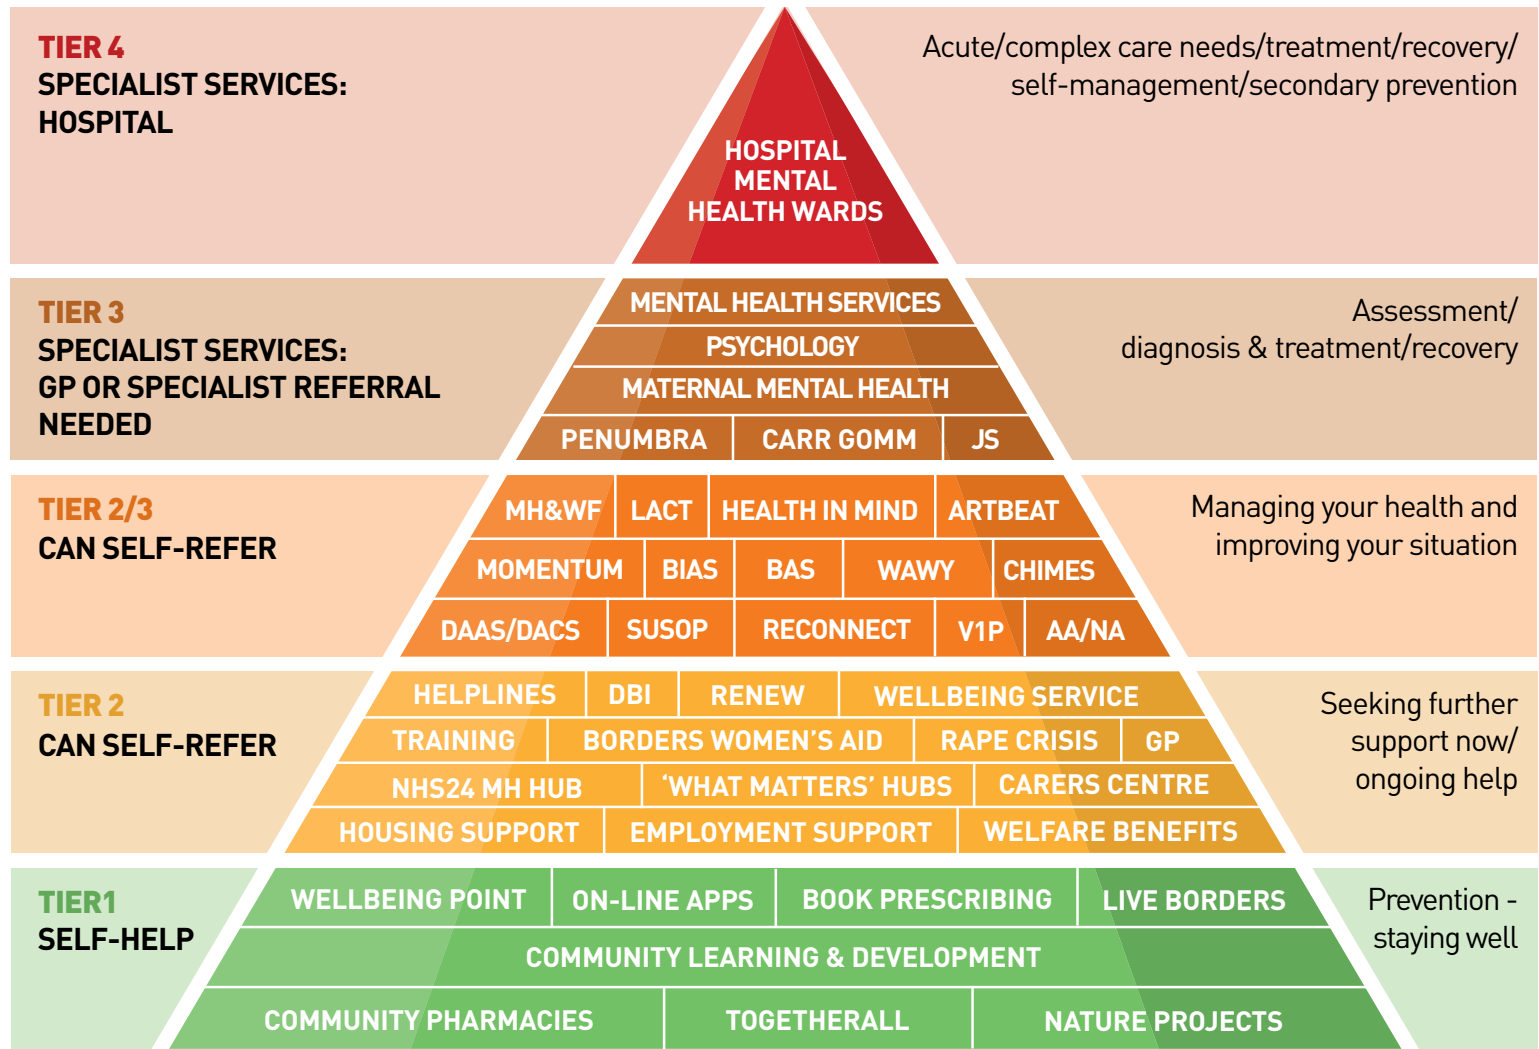 TIER 4
SPECIALIST SERVICES:
HOSPITAL
HOSPITAL
MENTAL
HEALTH WARDS
Acute/complex care needs/treatment/recovery/
self-management/secondary prevention
TIER 3
SPECIALIST SERVICES:
GP OR SPECIALIST REFERRAL
NEEDED
MENTAL HEALTH SERVICES
PSYCHOLOGY
MATERNAL MENTAL HEALTH
PENUMBRA CARR GOMM JS
Assessment/
diagnosis & treatment/recovery
TIER 2/3
CAN SELF-REFER
MH&WF LACT HEALTH IN MIND ARTBEAT
MOMENTUM BIAS BAS WAWY CHIMES
DAAS/DACS SUSOP RECONNECT V1P AA/NA
Managing your health and
improving your situation
TIER 2
CAN SELF-REFER
HELPLINES DBI RENEW WELLBEING SERVICE
TRAINING BORDERS WOMEN’S AID RAPE CRISIS GP
NHS24 MH HUB ‘WHAT MATTERS’ HUBS CARERS CENTRE
HOUSING SUPPORT EMPLOYMENT SUPPORT WELFARE BENEFITS
Seeking further
support now/
ongoing help
TIER1
SELF-HELP
WELLBEING POINT ON-LINE APPS BOOK PRESCRIBING LIVE BORDERS
COMMUNITY LEARNING & DEVELOPMENT
COMMUNITY PHARMACIES TOGETHERALL NATURE PROJECTS
Prevention -
staying well